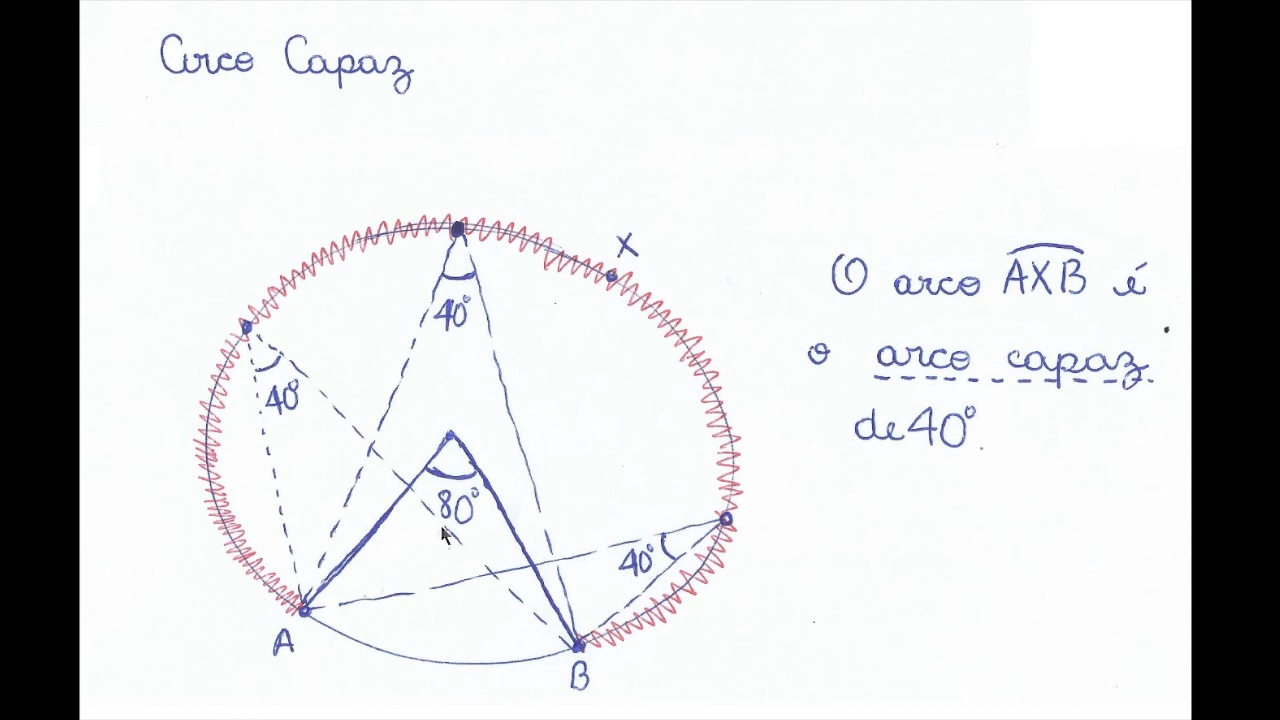 Arco Capaz
X
40°
40°
80°
40°
A
B
O arco AXB é
o arco capaz
de 40°.